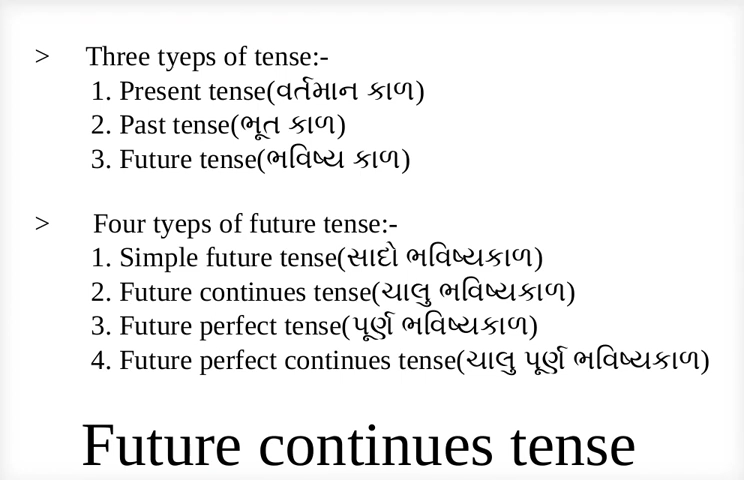 > Three tyeps of tense:-
1. Present tense(વર્તમાન કાળ)
2. Past tense(ભૂત કાળ)
3. Future tense(ભવિષ્ય કાળ)
> Four tyeps of future tense:-
1. Simple future tense(સાદો ભવિષ્યકાળ)
2. Future continues tense(ચાલુ ભવિષ્યકાળ)
3. Future perfect tense(પૂર્ણ ભવિષ્યકાળ)
4. Future perfect continues tense(ચાલુ પૂર્ણ ભવિષ્યકાળ)
Future continues tense